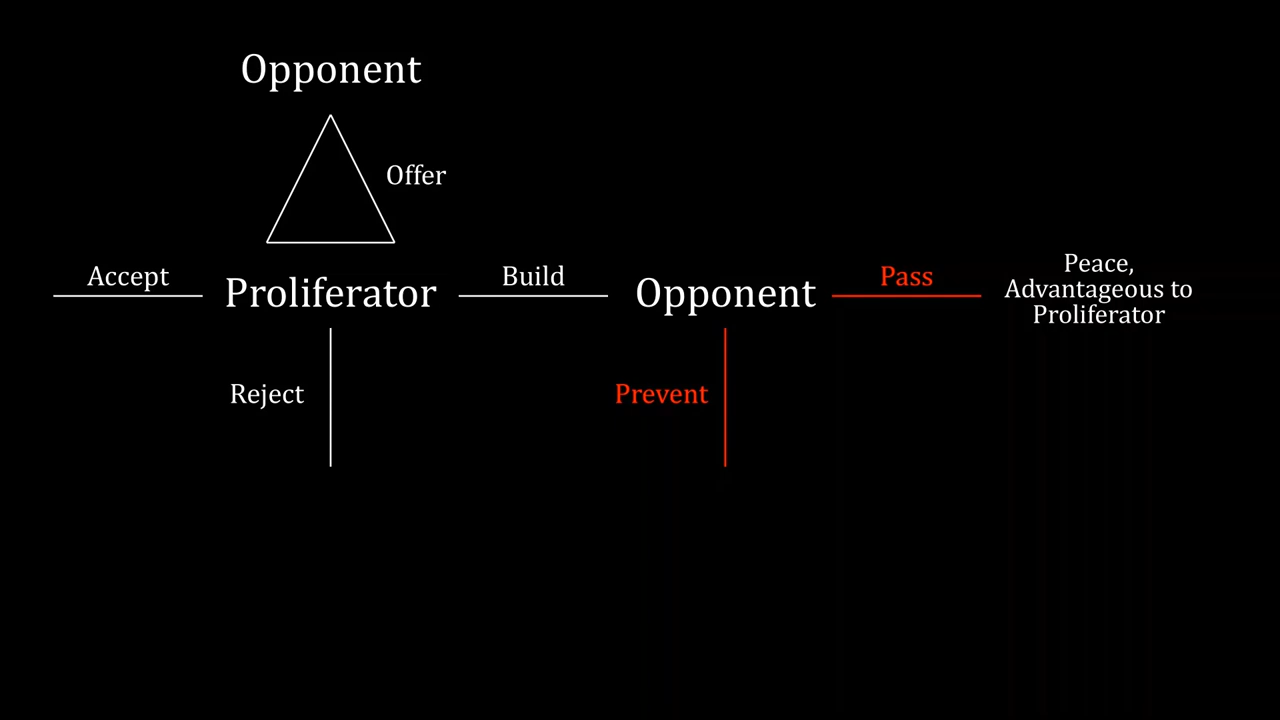 Opponent
Offer
Accept
Proliferator
Build
Opponent
Pass
Peace,
Advantageous to
Proliferator
Reject
Prevent